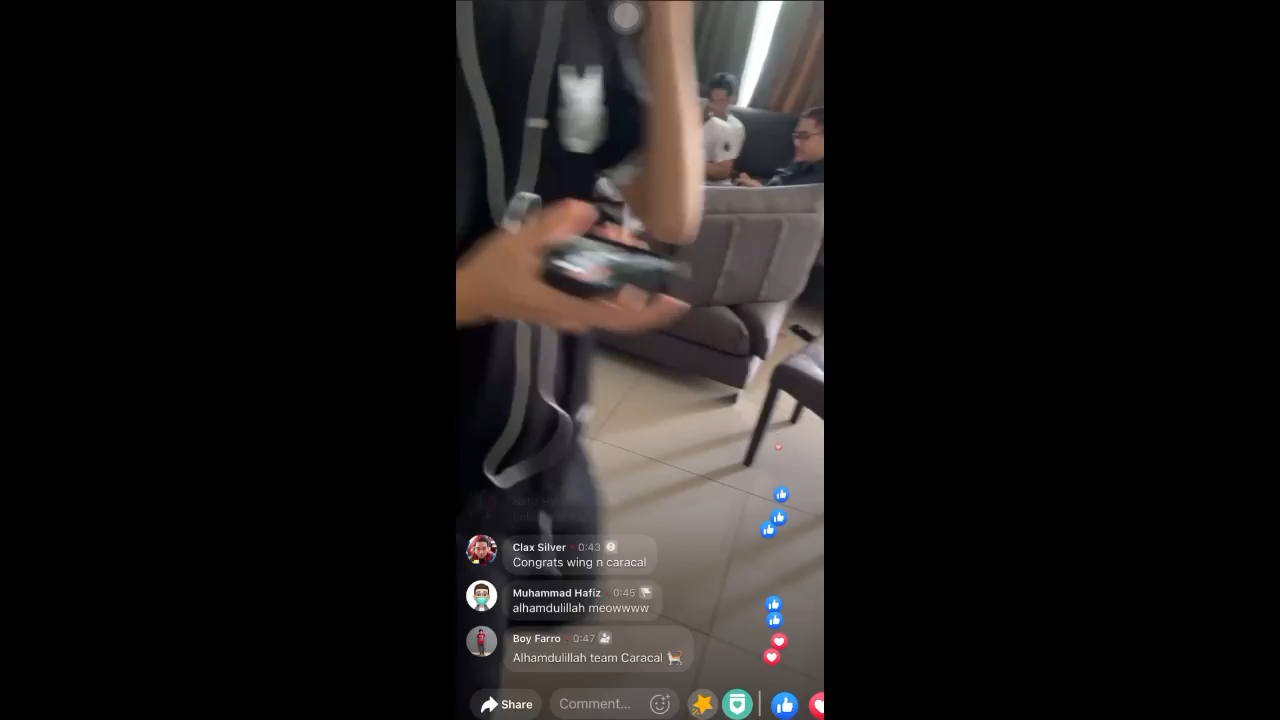 Clax Silver 0:43
Congrats wing n caracal
Muhammad Hafiz 0:45
alhamdulillah meowwww
Boy Farro 0:47
Alhamdulillah team Caracal
Share
Comment...